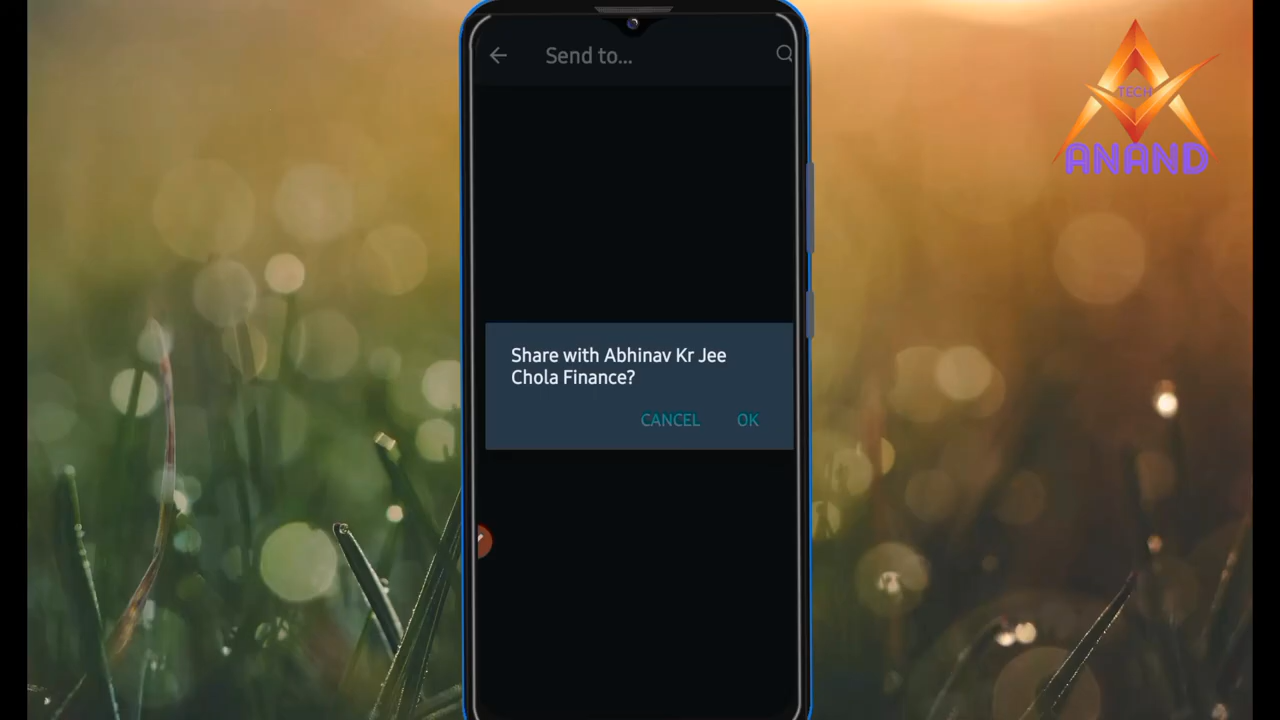 Send to...
TECH
ANAND
Share with Abhinav Kr Jee
Chola Finance?
CANCEL OK